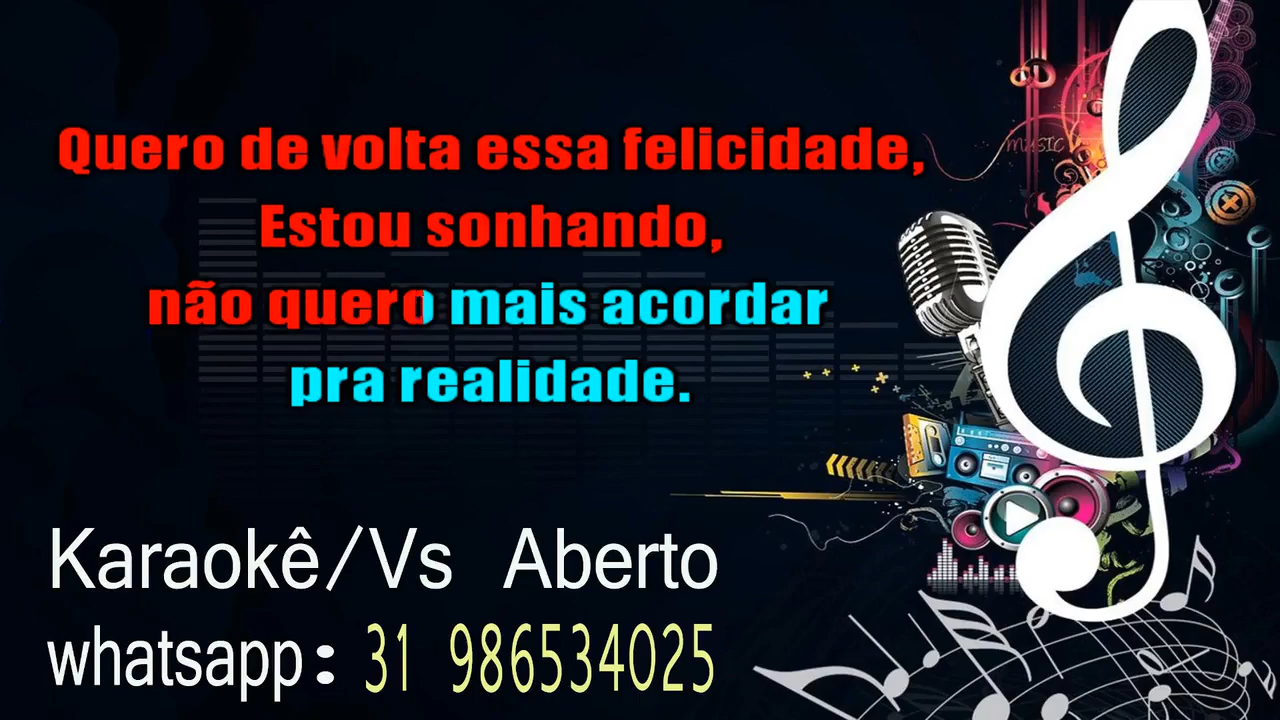 Quero de volta essa felicidade,
Estou sonhando,
não quero mais acordar
pra realidade.
MUSIC
Karaokê/Vs Aberto
whatsapp: 31 986534025